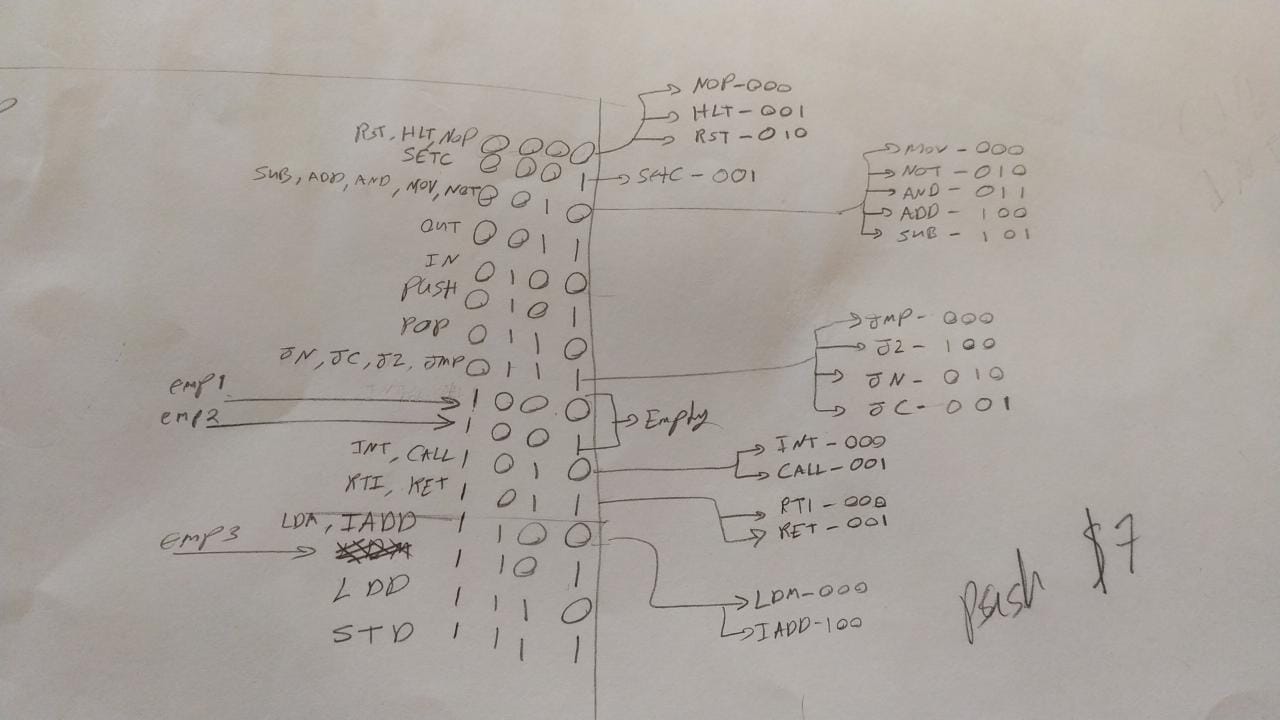 RST, HLT, NOP 0 0 0 0
NOP-000
HLT-001
RST-010
SETC 0 0 0 1
SETC-001
SUB, ADD, AND, MOV, NOT 0 0 1 0
MOV-000
NOT-010
AND-011
ADD-100
SUB-101
OUT 0 0 1 1
IN 0 1 0 0
PUSH 0 1 0 1
POP 0 1 1 0
JN, JC, JZ, JMP 0 1 1 1
JMP-000
JZ-100
JN-010
JC-001
emp1 1 0 0 0
emp2 1 0 0 1
Empty
INT, CALL 1 0 1 0
INT-000
CALL-001
RTI, RET 1 0 1 1
RTI-000
RET-001
LDM, IADD 1 1 0 0
LDM-000
IADD-100
emp3 1 1 0 1
LDD 1 1 1 0
STD 1 1 1 1
push $7